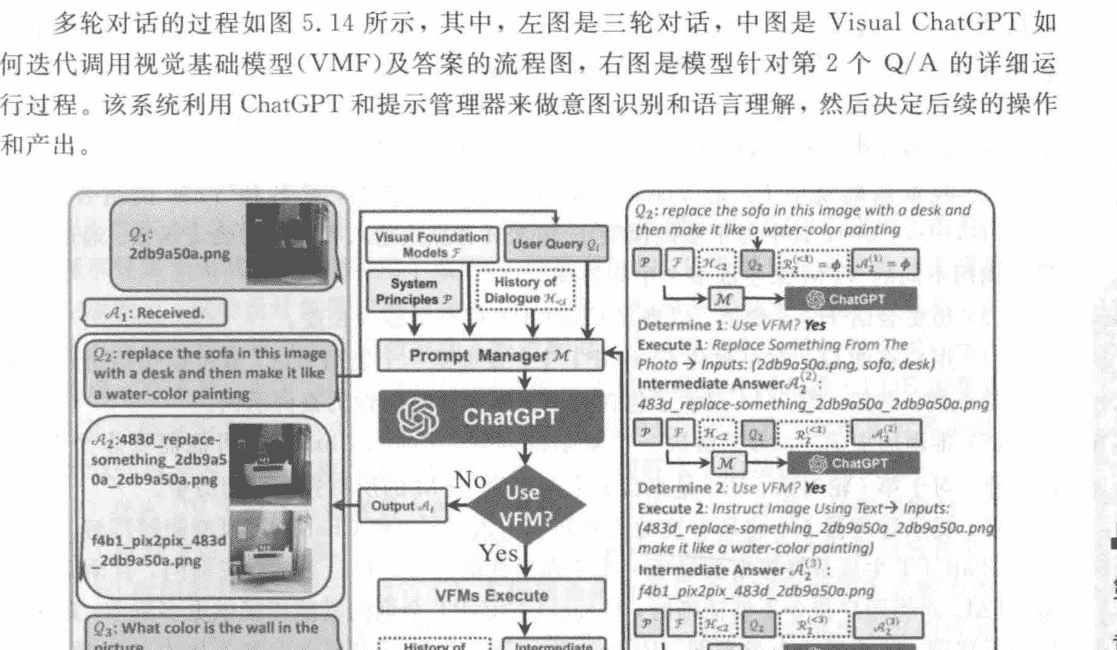 多轮对话的过程如图 5.14 所示，其中，左图是三轮对话，中图是 Visual ChatGPT 如
何迭代调用视觉基础模型(VMF)及答案的流程图，右图是模型针对第 2 个 Q/A 的详细运
行过程。该系统利用 ChatGPT 和提示管理器来做意图识别和语言理解，然后决定后续的操作
和产出。
Q₁:
2db9a50a.png
A₁: Received.
Q₂: replace the sofa in this image
with a desk and then make it like
a water-color painting
A₂:483d_replace-
something_2db9a5
0a_2db9a50a.png
f4b1_pix2pix_483d
_2db9a50a.png
Q₃: What color is the wall in the
picture
Visual Foundation
Models F
User Query Qᵢ
System
Principles P
History of
Dialogue H<ᵢ
Prompt Manager M
ChatGPT
Use
VFM?
No
Output Aᵢ
Yes
VFMs Execute
History of
Intermediate
Q₂: replace the sofa in this image with a desk and
then make it like a water-color painting
P F H<₂ Q₂ R₂^(<1) = ϕ A₂^(1) = ϕ
M ChatGPT
Determine 1: Use VFM? Yes
Execute 1: Replace Something From The
Photo → Inputs: (2db9a50a.png, sofa, desk)
Intermediate Answer A₂^(2):
483d_replace-something_2db9a50a_2db9a50a.png
P F H<₂ Q₂ R₂^(<2) A₂^(2)
M ChatGPT
Determine 2: Use VFM? Yes
Execute 2: Instruct Image Using Text→ Inputs:
(483d_replace-something_2db9a50a_2db9a50a.png
make it like a water-color painting)
Intermediate Answer A₂^(3) :
f4b1_pix2pix_483d_2db9a50a.png
P F H<₂ Q₂ R₂^(<3) A₂^(3)
M ChatGPT